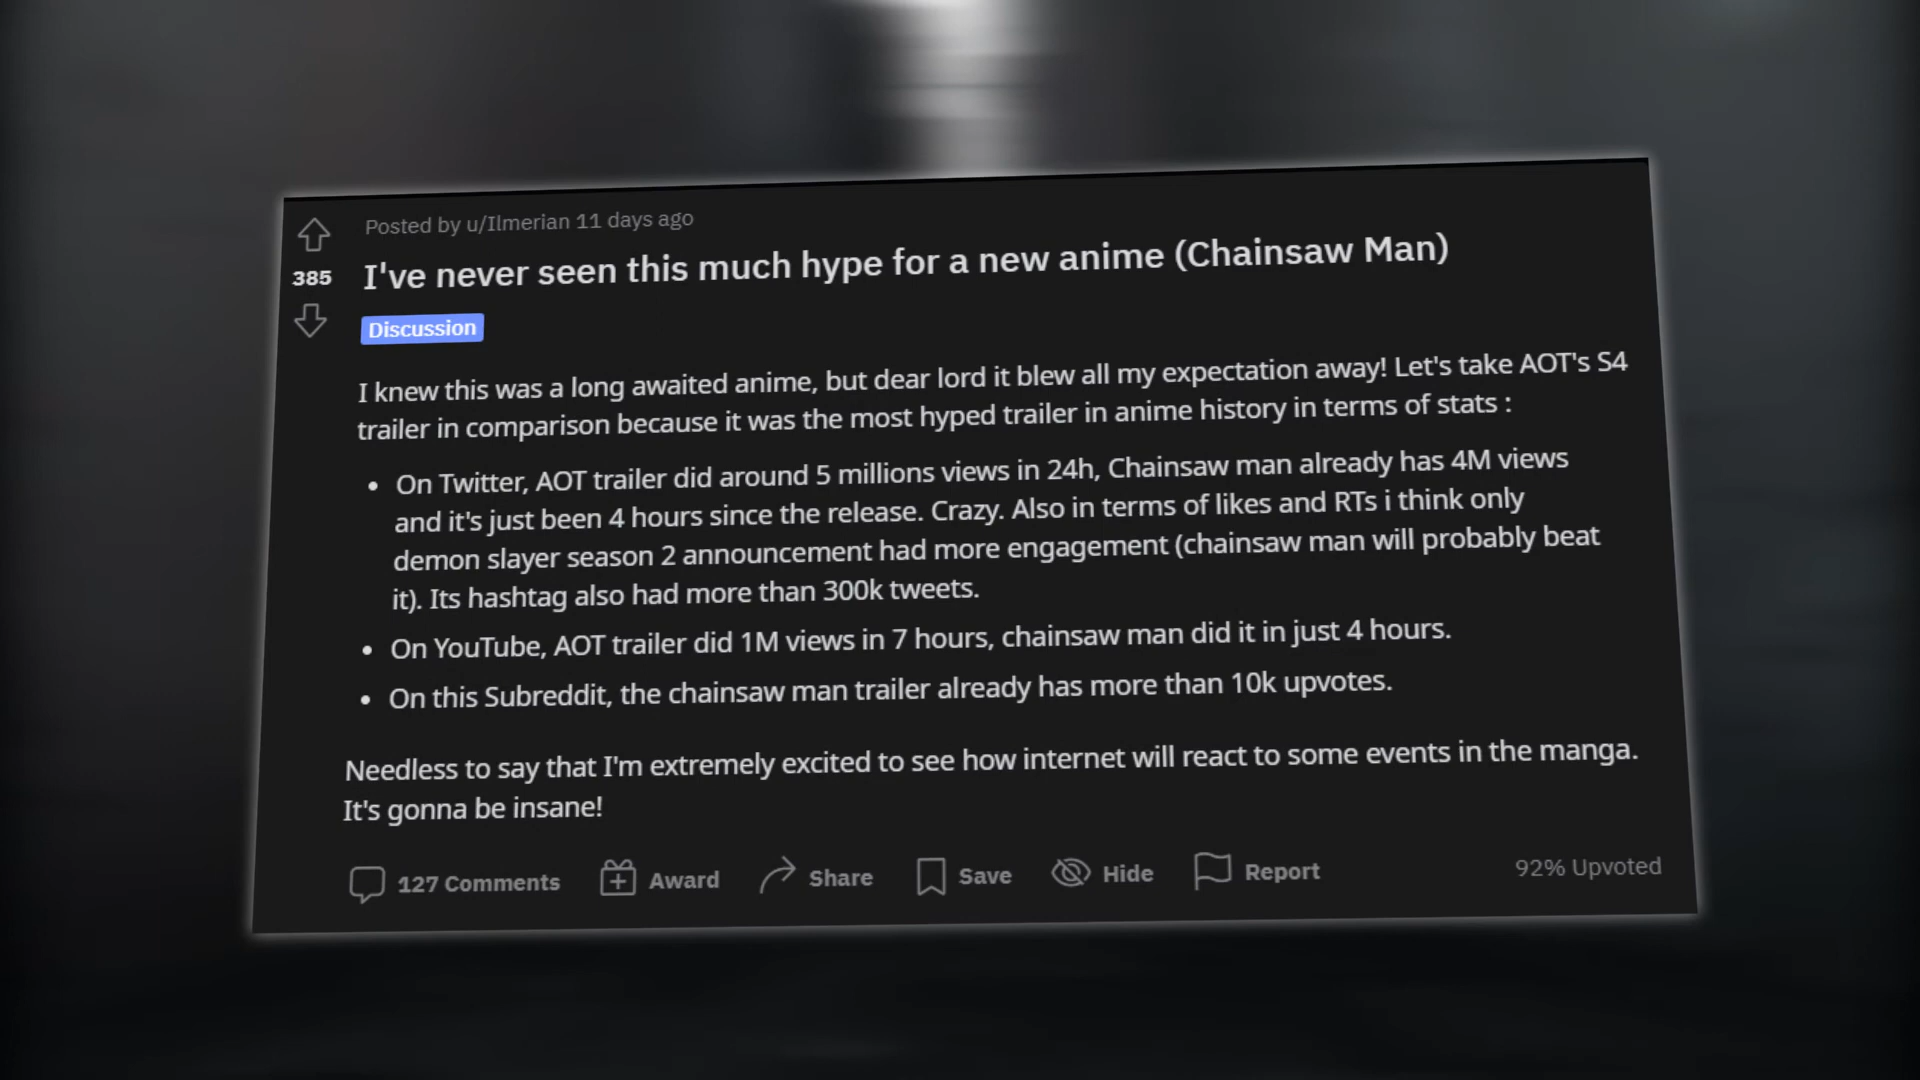 Posted by u/Ilmerian 11 days ago
385
I've never seen this much hype for a new anime (Chainsaw Man)
Discussion
I knew this was a long awaited anime, but dear lord it blew all my expectation away! Let's take AOT's S4
trailer in comparison because it was the most hyped trailer in anime history in terms of stats :
• On Twitter, AOT trailer did around 5 millions views in 24h, Chainsaw man already has 4M views
and it's just been 4 hours since the release. Crazy. Also in terms of likes and RTs i think only
demon slayer season 2 announcement had more engagement (chainsaw man will probably beat
it). Its hashtag also had more than 300k tweets.
• On YouTube, AOT trailer did 1M views in 7 hours, chainsaw man did it in just 4 hours.
• On this Subreddit, the chainsaw man trailer already has more than 10k upvotes.
Needless to say that I'm extremely excited to see how internet will react to some events in the manga.
It's gonna be insane!
127 Comments Award Share Save Hide Report 92% Upvoted